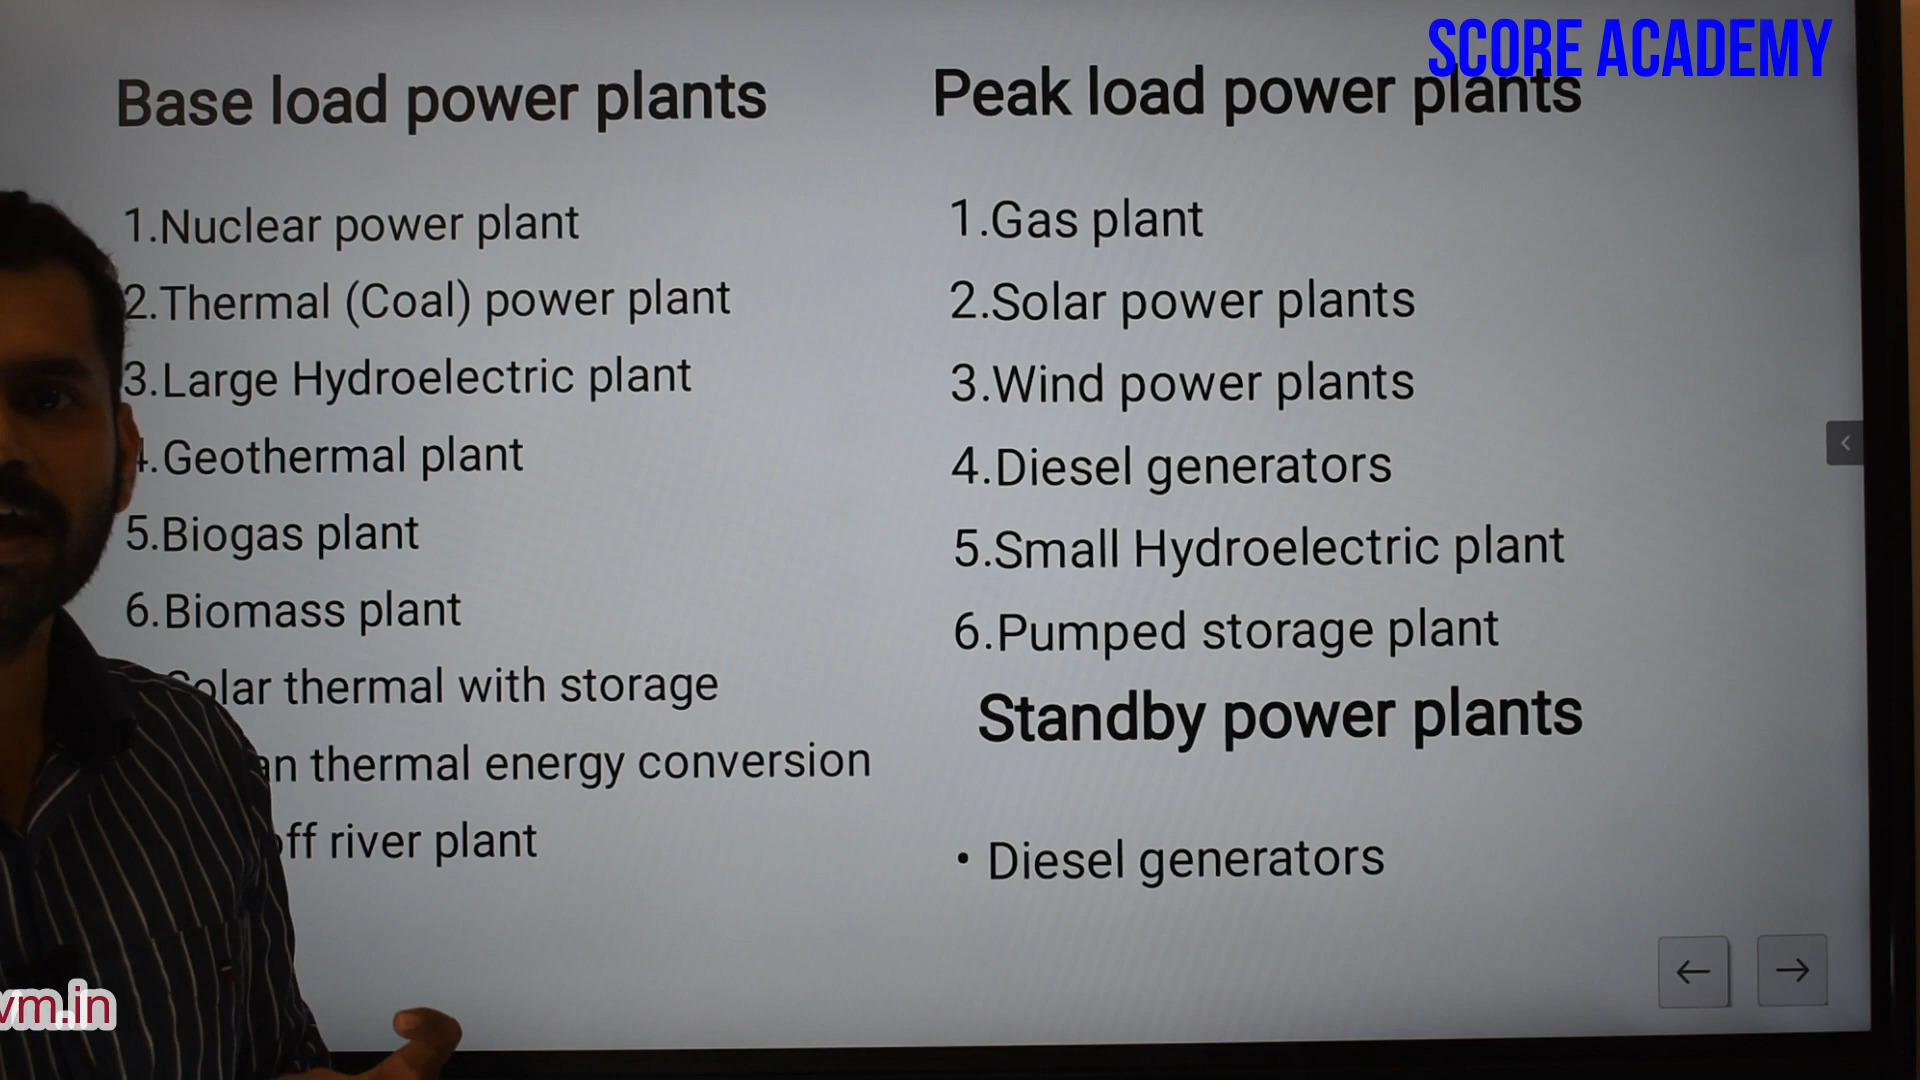 SCORE ACADEMY
Base load power plants
1.Nuclear power plant
2.Thermal (Coal) power plant
3.Large Hydroelectric plant
.Geothermal plant
5.Biogas plant
6.Biomass plant
Solar thermal with storage
thermal energy conversion
off river plant
Peak load power plants
1.Gas plant
2.Solar power plants
3.Wind power plants
4.Diesel generators
5.Small Hydroelectric plant
6.Pumped storage plant
Standby power plants
• Diesel generators
vm.in